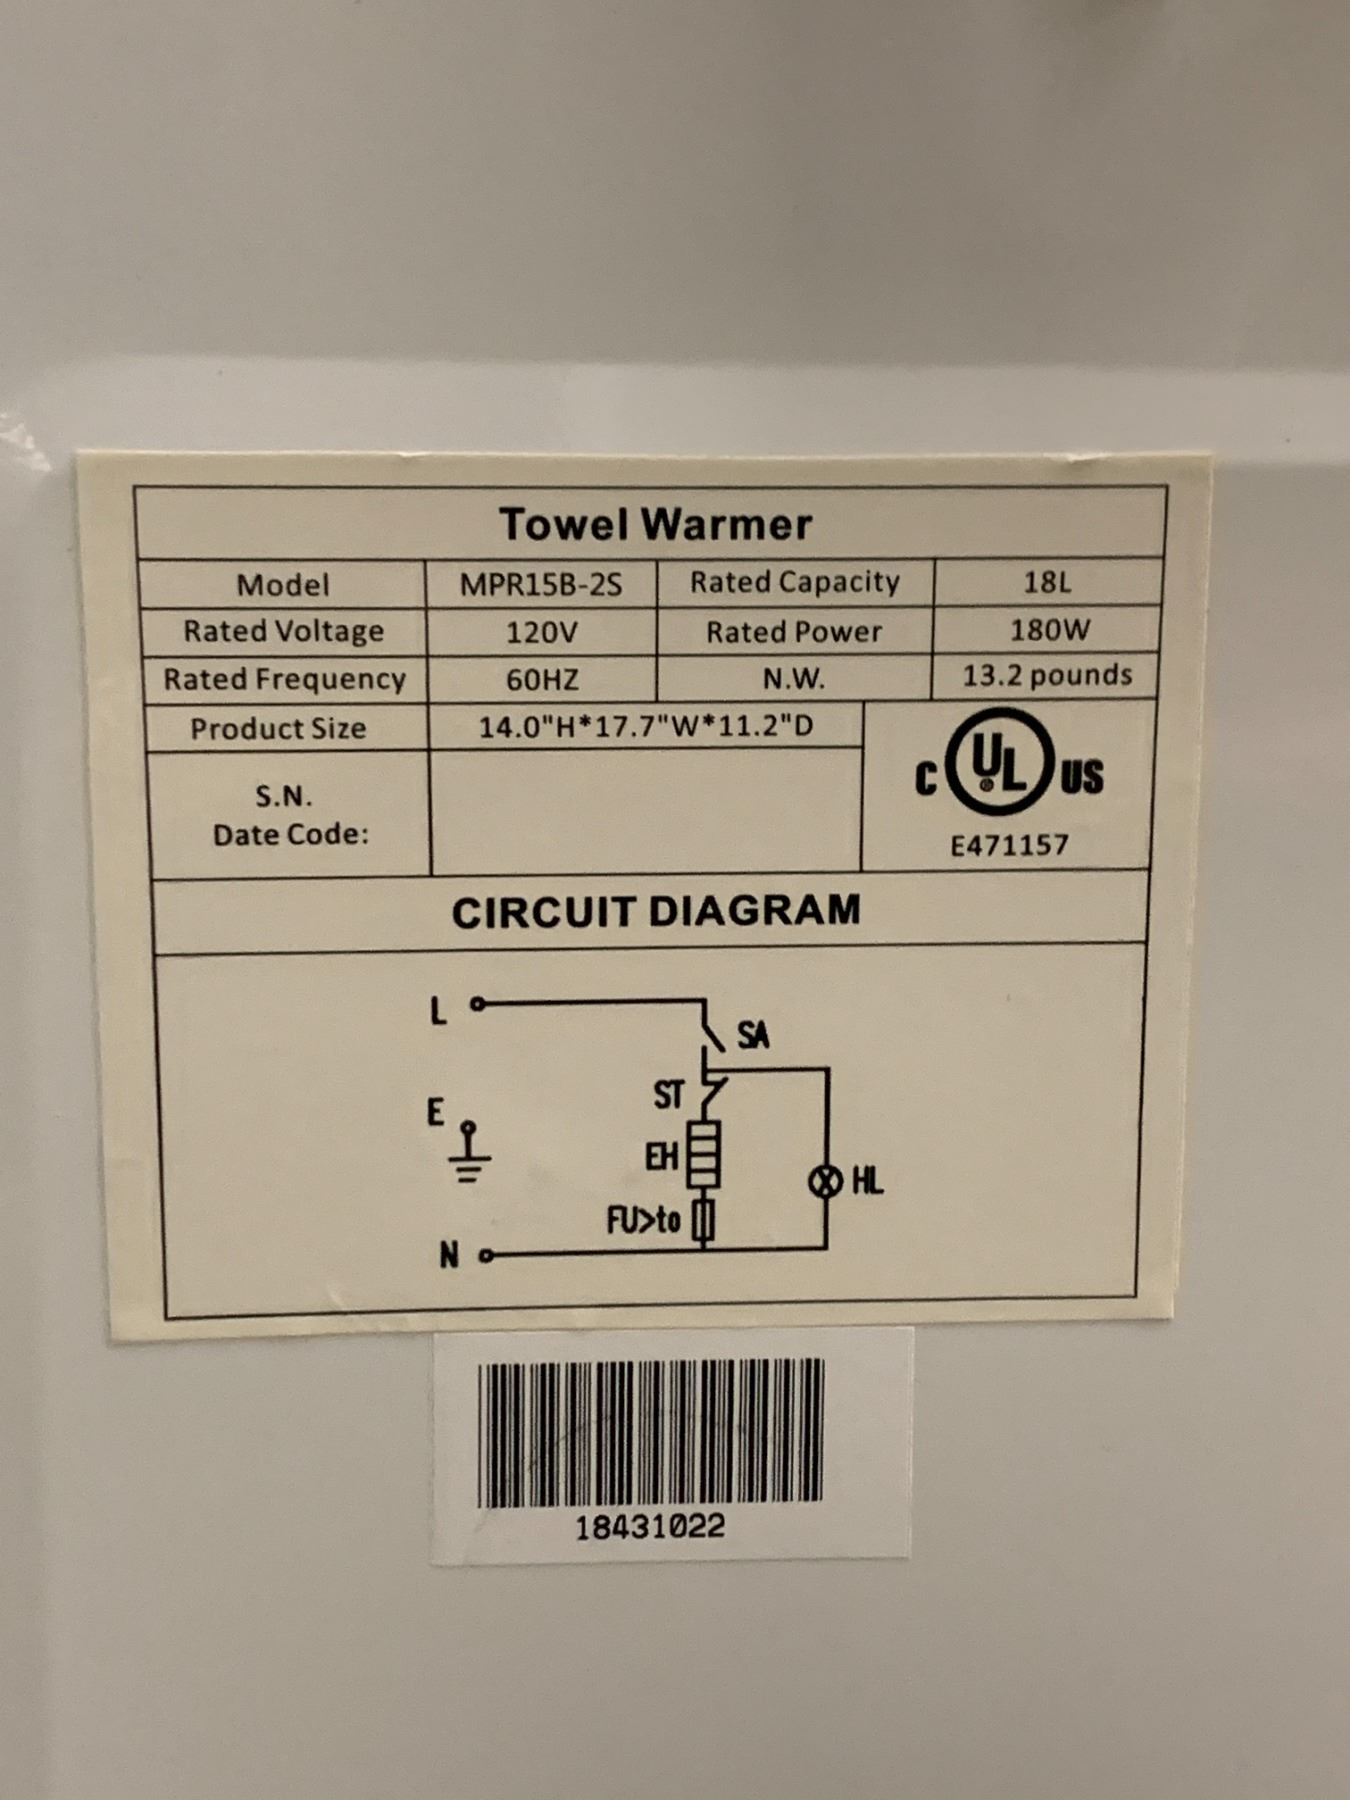 Towel Warmer
Model MPR15B-2S Rated Capacity 18L
Rated Voltage 120V Rated Power 180W
Rated Frequency 60HZ N.W. 13.2 pounds
Product Size 14.0"H*17.7"W*11.2"D
S.N.
Date Code:
C UL® US
E471157
CIRCUIT DIAGRAM
L
SA
ST
E
EH
HL
FU>to
N
18431022